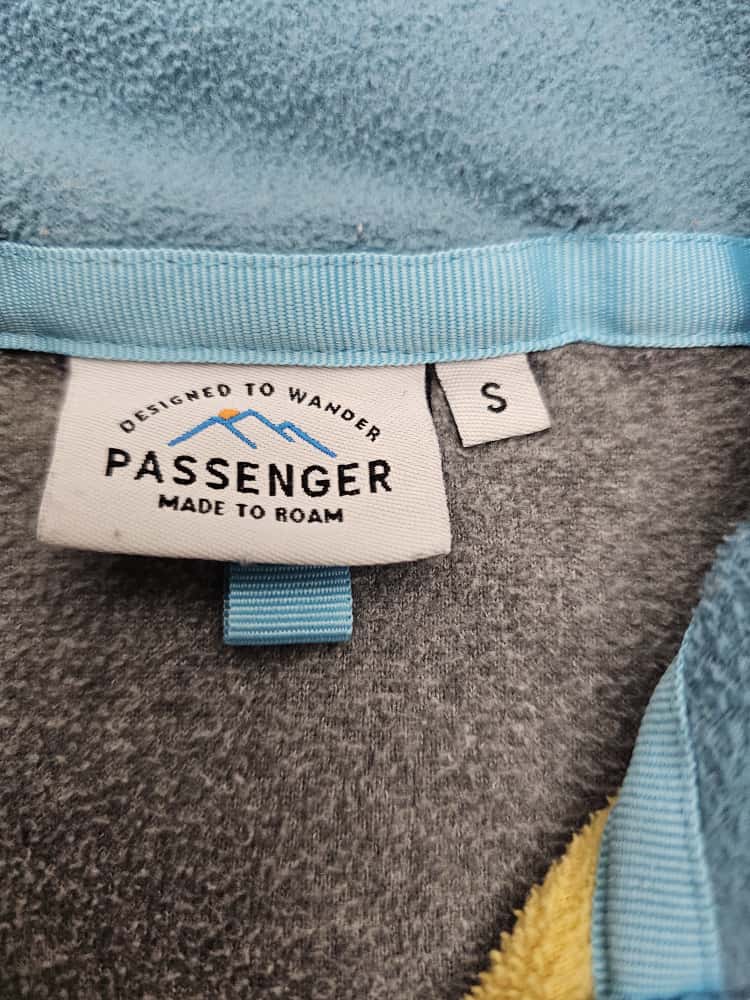 DESIGNED TO WANDER
PASSENGER
MADE TO ROAM
S